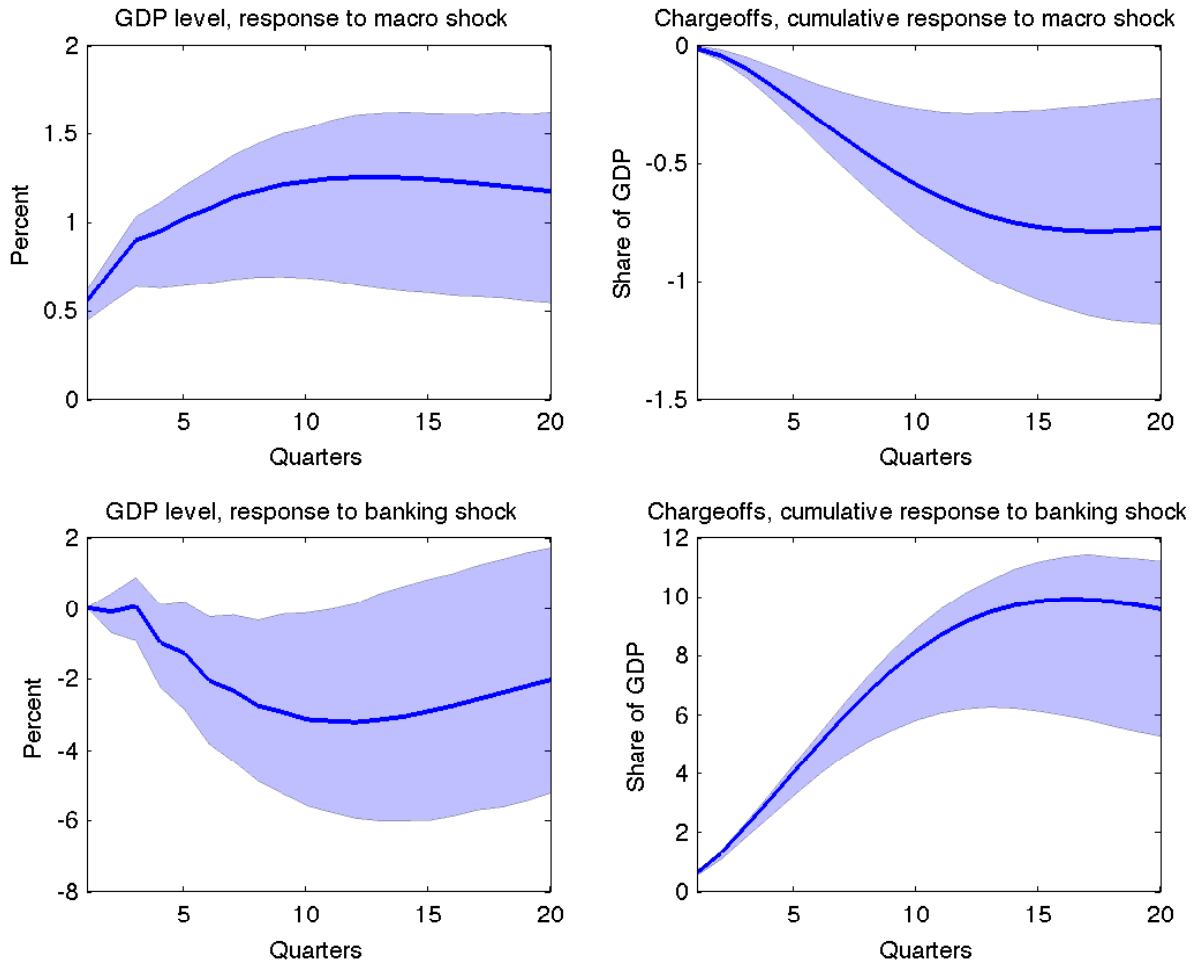 GDP level, response to macro shock
2
1.5
1
0.5
0
Percent
5 10 15 20
Quarters
Chargeoffs, cumulative response to macro shock
0
-0.5
-1
-1.5
Share of GDP
5 10 15 20
Quarters
GDP level, response to banking shock
2
0
-2
-4
-6
-8
Percent
5 10 15 20
Quarters
Chargeoffs, cumulative response to banking shock
12
10
8
6
4
2
0
Share of GDP
5 10 15 20
Quarters